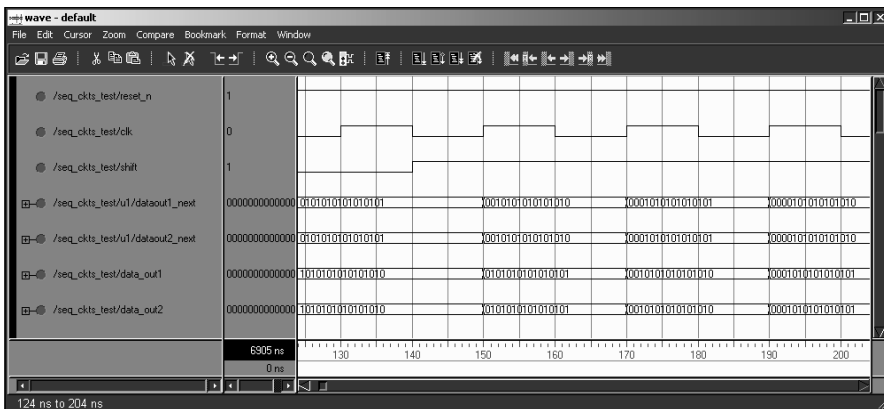 wave - default
File Edit Cursor Zoom Compare Bookmark Format Window
/seq_ckts_test/reset_n 1
/seq_ckts_test/clk 0
/seq_ckts_test/shift 1
/seq_ckts_test/u1/dataout1_next 0000000000000 0101010101010101 0010101010101010 0001010101010101 0000101010101010
/seq_ckts_test/u1/dataout2_next 0000000000000 0101010101010101 0010101010101010 0001010101010101 0000101010101010
/seq_ckts_test/data_out1 0000000000000 1010101010101010 0101010101010101 0010101010101010 0001010101010101
/seq_ckts_test/data_out2 0000000000000 1010101010101010 0101010101010101 0010101010101010 0001010101010101
6905 ns 130 140 150 160 170 180 190 200
0 ns
124 ns to 204 ns